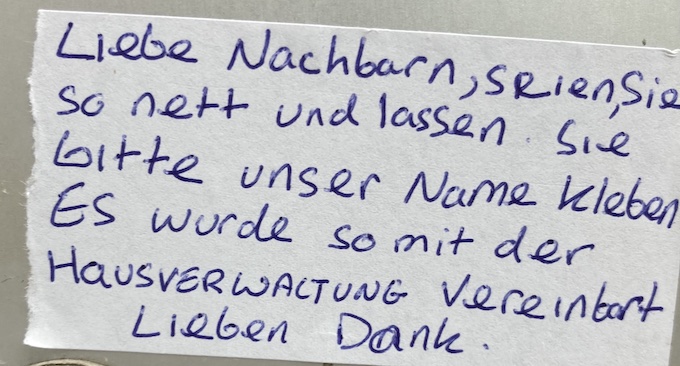 Liebe Nachbarn, seien Sie
so nett und lassen Sie
bitte unser Name kleben
Es wurde so mit der
HAUSVERWALTUNG vereinbart
Lieben Dank.